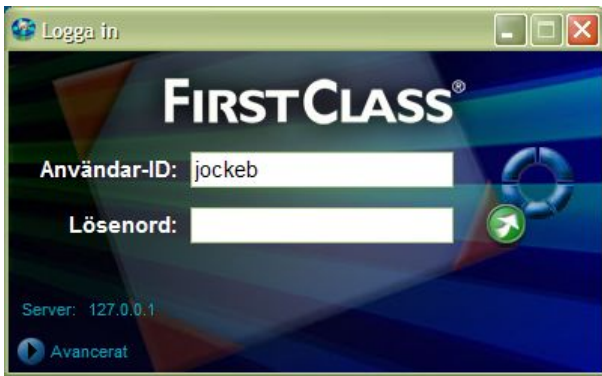 Logga in
FIRSTCLASS®
Användar-ID: jockeb
Lösenord:
Server: 127.0.0.1
Avancerat